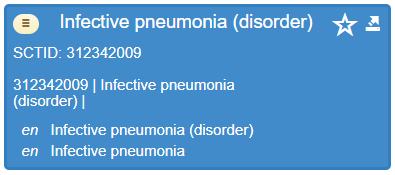 Infective pneumonia (disorder)
SCTID: 312342009
312342009 | Infective pneumonia
(disorder) |
en Infective pneumonia (disorder)
en Infective pneumonia